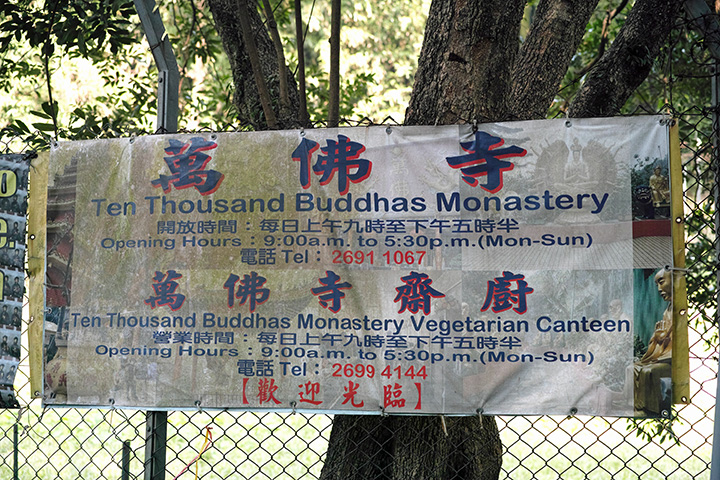 萬佛寺
Ten Thousand Buddhas Monastery
開放時間：每日上午九時至下午五時半
Opening Hours：9:00a.m. to 5:30p.m.(Mon-Sun)
電話 Tel： 2691 1067
萬佛寺齋廚
Ten Thousand Buddhas Monastery Vegetarian Canteen
營業時間：每日上午九時至下午五時半
Opening Hours：9:00a.m. to 5:30p.m.(Mon-Sun)
電話 Tel： 2699 4144
【歡迎光臨】